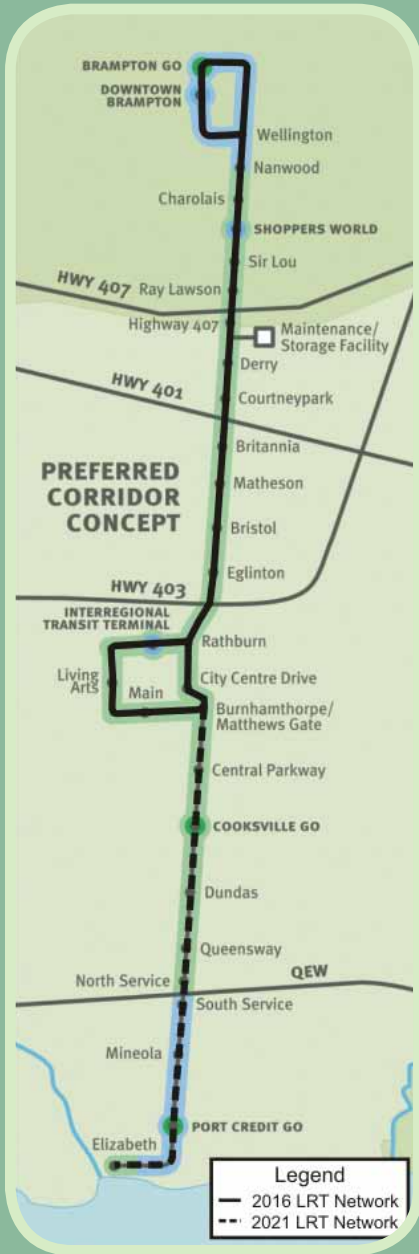 BRAMPTON GO
DOWNTOWN
BRAMPTON
Wellington
Nanwood
Charolais
SHOPPERS WORLD
Sir Lou
HWY 407
Ray Lawson
Highway 407
Maintenance/
Storage Facility
Derry
HWY 401
Courtneypark
Britannia
PREFERRED
CORRIDOR
CONCEPT
Matheson
Bristol
Eglinton
HWY 403
INTERREGIONAL
TRANSIT TERMINAL
Rathburn
Living
Arts
Main
City Centre Drive
Burnhamthorpe/
Matthews Gate
Central Parkway
COOKSVILLE GO
Dundas
Queensway
North Service
QEW
South Service
Mineola
PORT CREDIT GO
Elizabeth
Legend
2016 LRT Network
2021 LRT Network